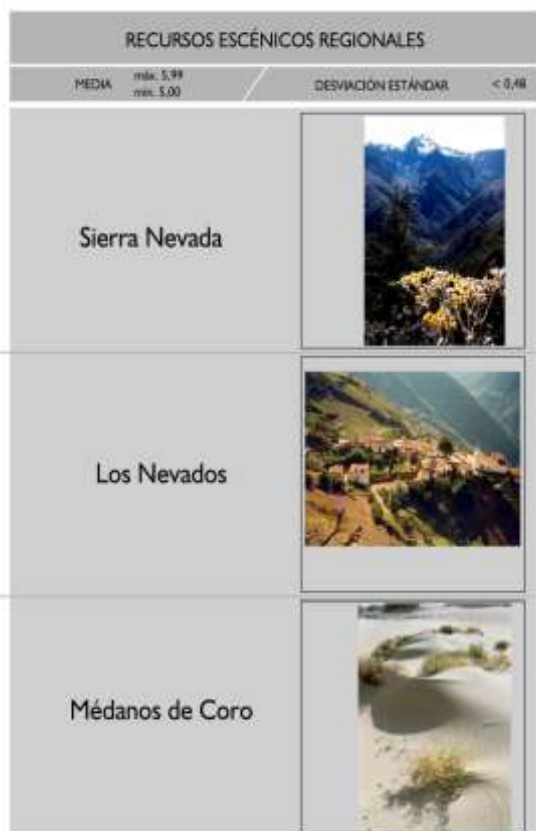 RECURSOS ESCÉNICOS REGIONALES
MEDIA máx. 5,99 mín. 5,00 DESVIACIÓN ESTÁNDAR < 0,48
Sierra Nevada
Los Nevados
Médanos de Coro